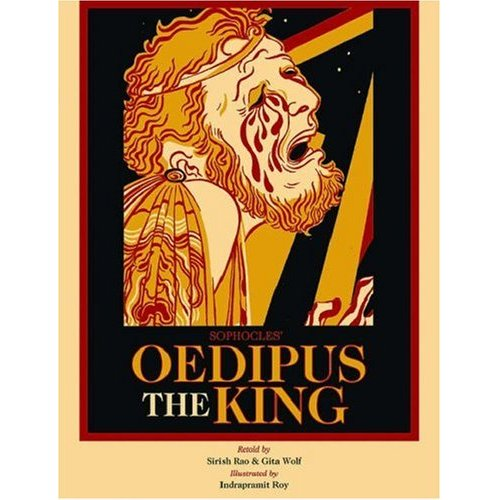 SOPHOCLES'
OEDIPUS
THE KING
Retold by
Sirish Rao & Gita Wolf
Illustrated by
Indrapramit Roy